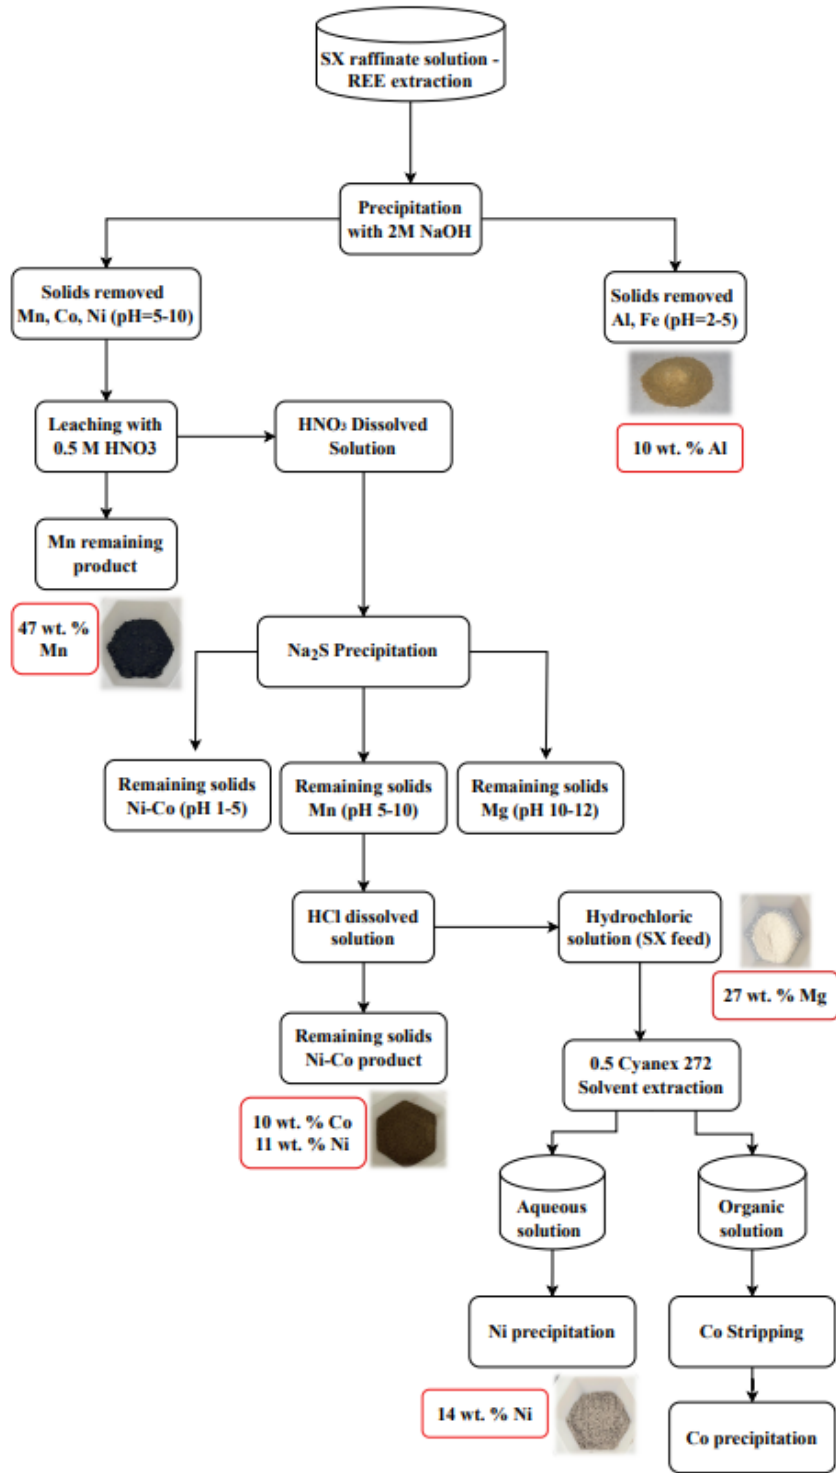 SX raffinate solution -
REE extraction
Precipitation
with 2M NaOH
Solids removed
Mn, Co, Ni (pH=5-10)
Solids removed
Al, Fe (pH=2-5)
10 wt. % Al
Leaching with
0.5 M HNO3
HNO₃ Dissolved
Solution
Mn remaining
product
47 wt. %
Mn
Na₂S Precipitation
Remaining solids
Ni-Co (pH 1-5)
Remaining solids
Mn (pH 5-10)
Remaining solids
Mg (pH 10-12)
HCl dissolved
solution
Hydrochloric
solution (SX feed)
27 wt. % Mg
Remaining solids
Ni-Co product
10 wt. % Co
11 wt. % Ni
0.5 Cyanex 272
Solvent extraction
Aqueous
solution
Organic
solution
Ni precipitation
Co Stripping
14 wt. % Ni
Co precipitation